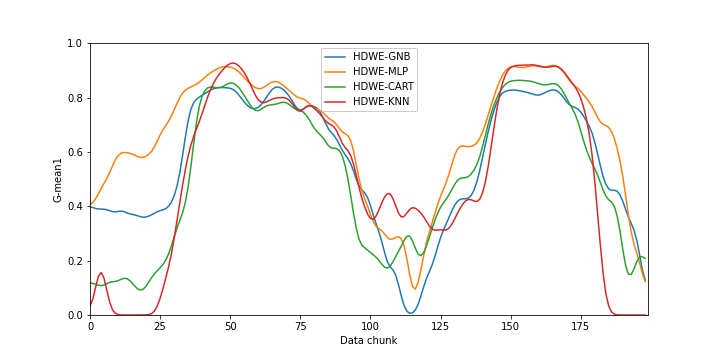 1.0
0.8
0.6
0.4
0.2
0.0
G-mean1
HDWE-GNB
HDWE-MLP
HDWE-CART
HDWE-KNN
0 25 50 75 100 125 150 175
Data chunk